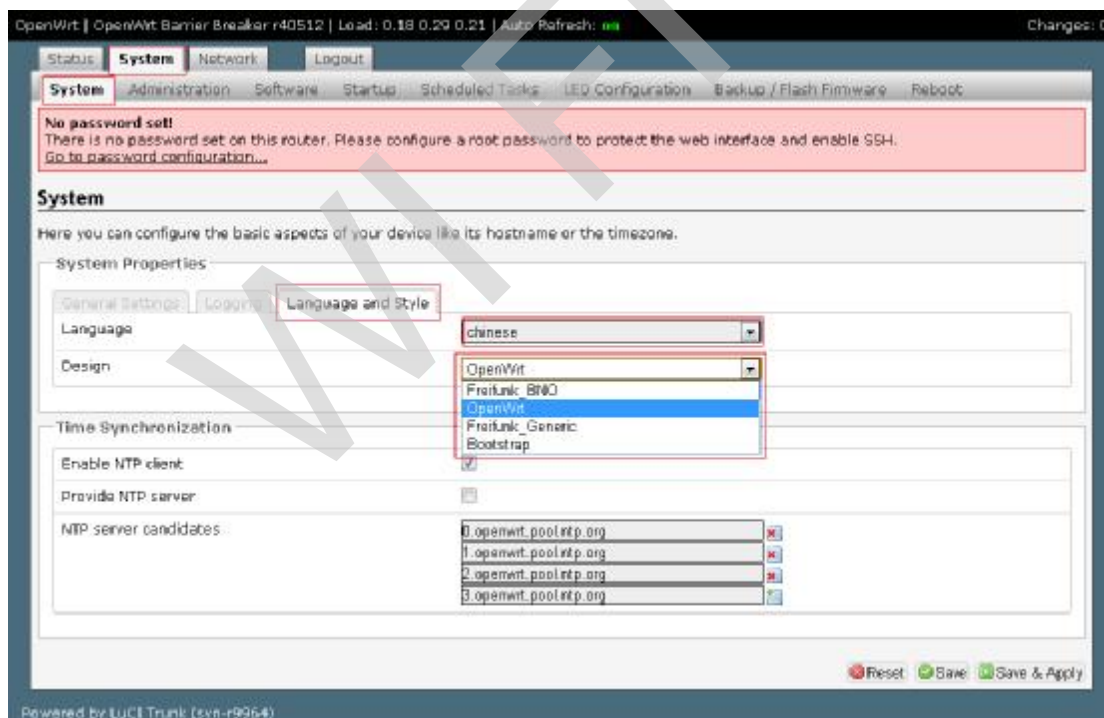 OpenWrt | OpenWrt Barrier Breaker r40512 | Load: 0.18 0.29 0.21 | Auto Refresh: on
Changes: 0
Status System Network Logout
System Administration Software Startup Scheduled Tasks LED Configuration Backup / Flash Firmware Reboot
No password set!
There is no password set on this router. Please configure a root password to protect the web interface and enable SSH.
Go to password configuration...
System
Here you can configure the basic aspects of your device like its hostname or the timezone.
System Properties
General Settings Logging Language and Style
Language chinese
Design OpenWrt
Freifunk_BNO
OpenWrt
Freifunk_Generic
Bootstrap
Time Synchronization
Enable NTP client
Provide NTP server
NTP server candidates 0.openwrt.pool.ntp.org
1.openwrt.pool.ntp.org
2.openwrt.pool.ntp.org
3.openwrt.pool.ntp.org
Reset Save Save & Apply
Powered by LuCI Trunk (svn-r9964)